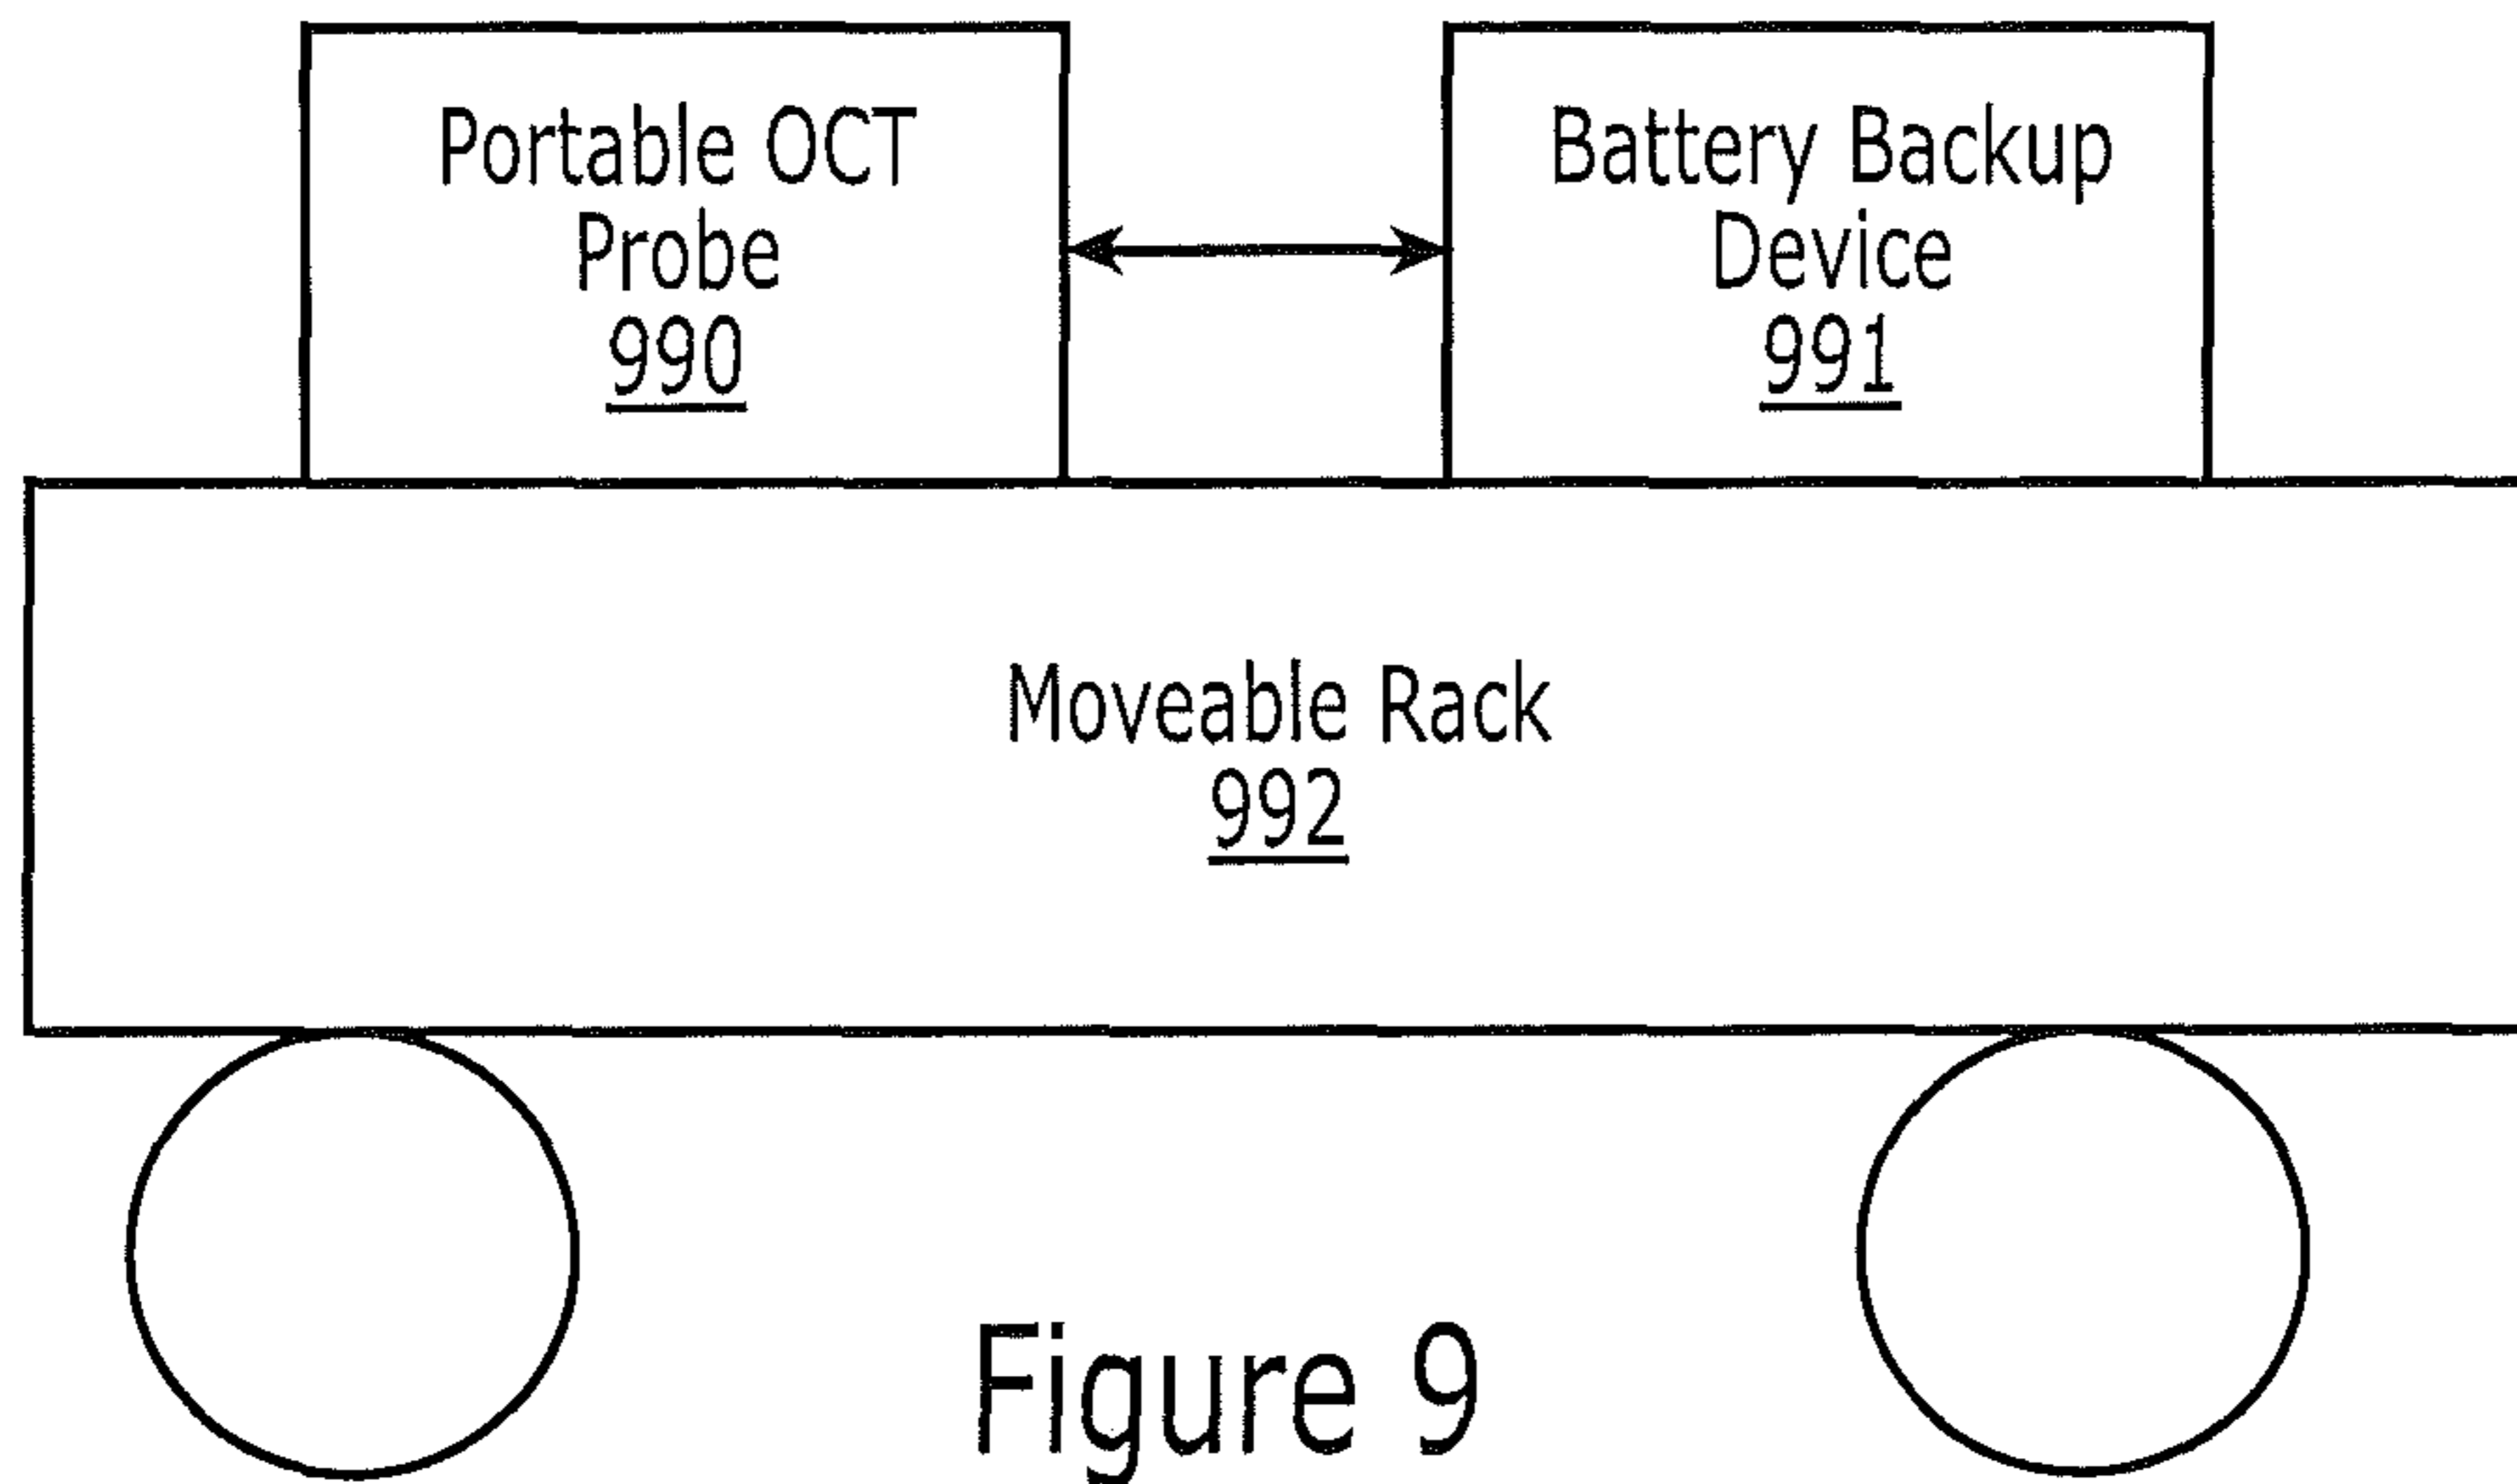 Portable OCT
Probe
990
Battery Backup
Device
991
Moveable Rack
992
Figure 9